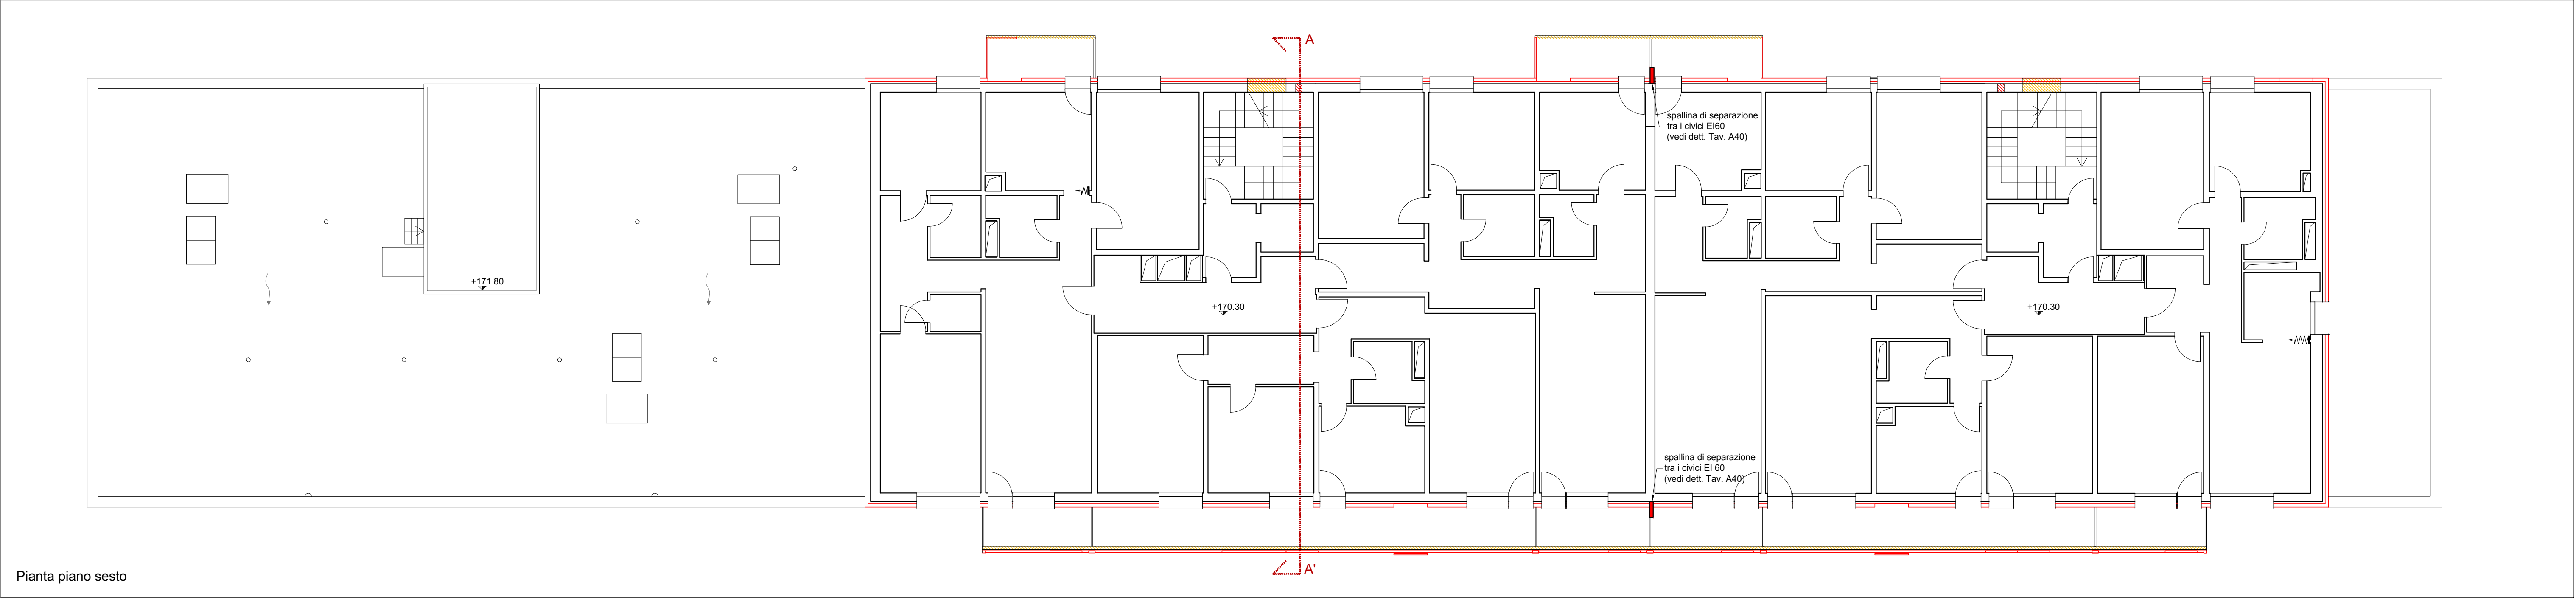 A
spallina di separazione
tra i civici EI60
(vedi dett. Tav. A40)
+171.80
+170.30
+170.30
spallina di separazione
tra i civici EI 60
(vedi dett. Tav. A40)
A'
Pianta piano sesto